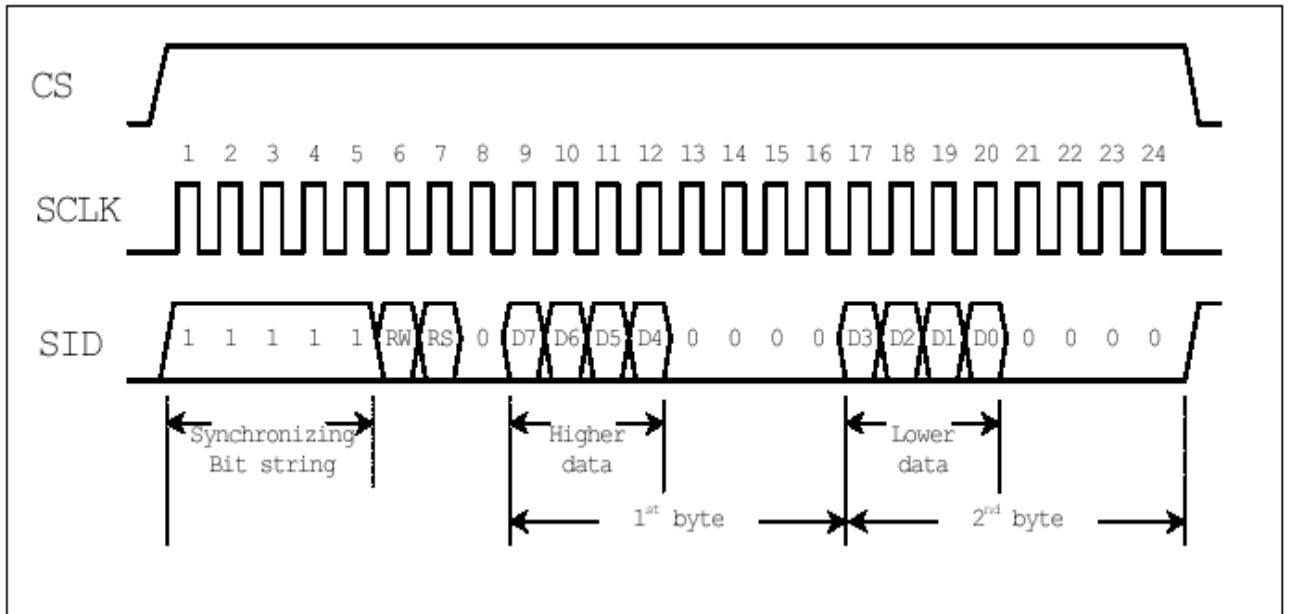 CS
1 2 3 4 5 6 7 8 9 10 11 12 13 14 15 16 17 18 19 20 21 22 23 24
SCLK
SID 1 1 1 1 1 RW RS 0 D7 D6 D5 D4 0 0 0 0 D3 D2 D1 D0 0 0 0 0
Synchronizing Higher Lower
Bit string data data
1st byte 2nd byte